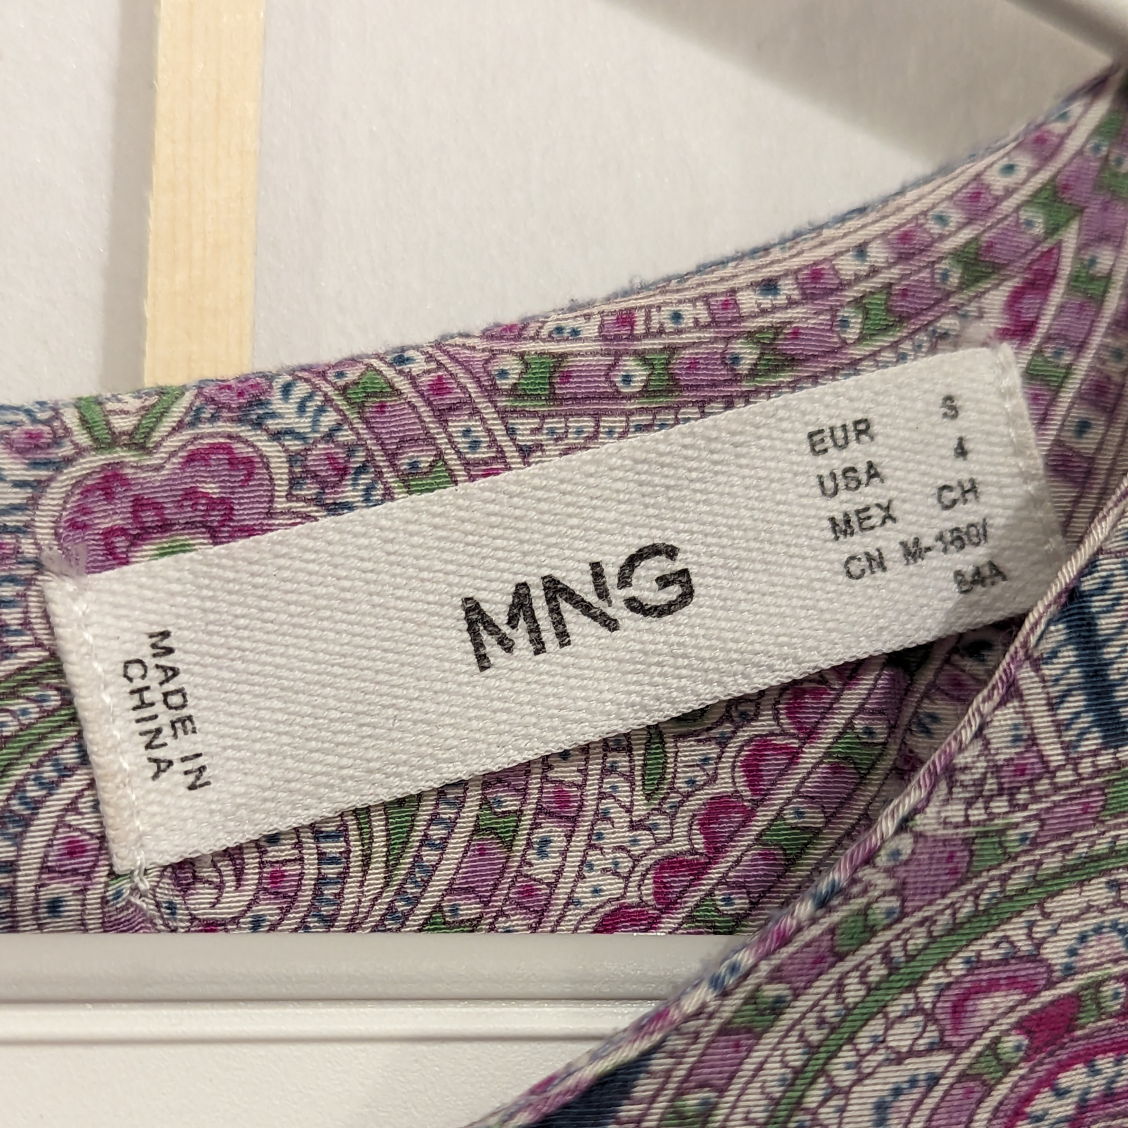 EUR S
USA 4
MEX CH
CN M-160/
84A
MNG
MADE IN
CHINA